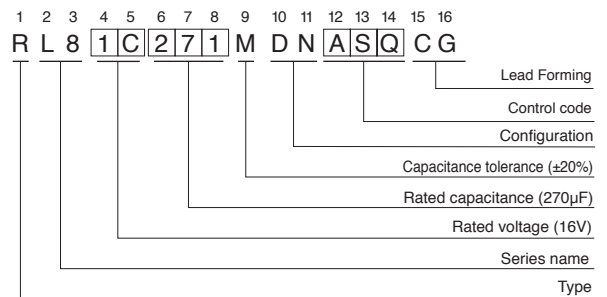 1 2 3 4 5 6 7 8 9 10 11 12 13 14 15 16
R L 8 1 C 2 7 1 M D N A S Q C G
Lead Forming
Control code
Configuration
Capacitance tolerance (±20%)
Rated capacitance (270µF)
Rated voltage (16V)
Series name
Type